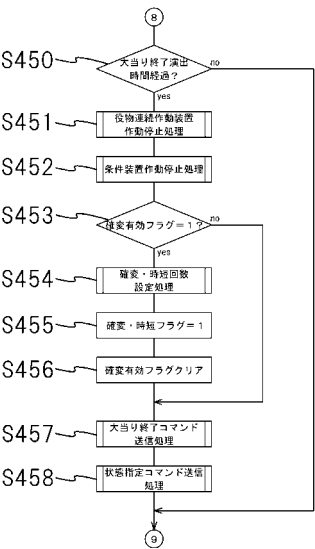 8
S450
大当り終了演出
時間経過？
no
yes
S451
役物連続作動装置
作動停止処理
S452
条件装置作動停止処理
S453
確変有効フラグ＝１？
no
yes
S454
確変・時短回数
設定処理
S455
確変・時短フラグ＝１
S456
確変有効フラグクリア
S457
大当り終了コマンド
送信処理
S458
状態指定コマンド送信
処理
9